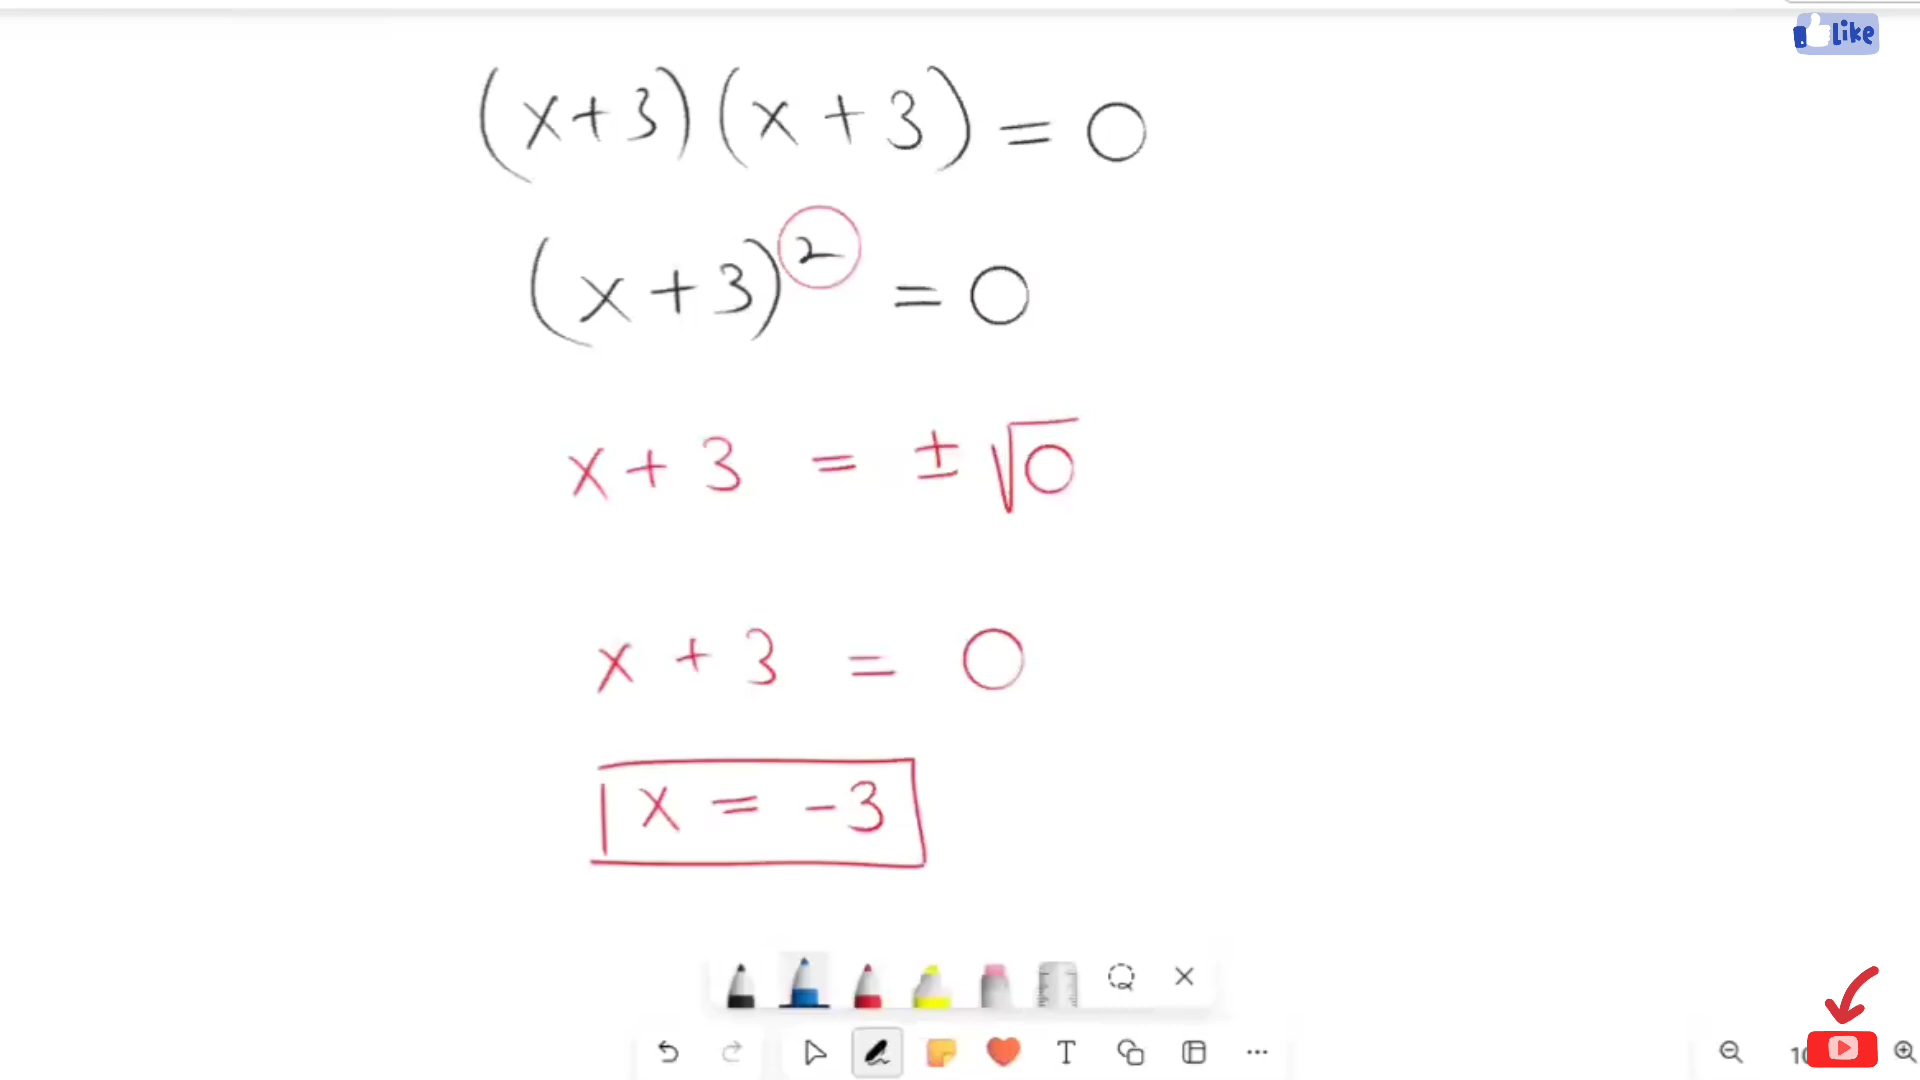 Like
(x+3)(x+3)=0
(x+3)²=0
x+3=±√0
x+3=0
x=-3
T